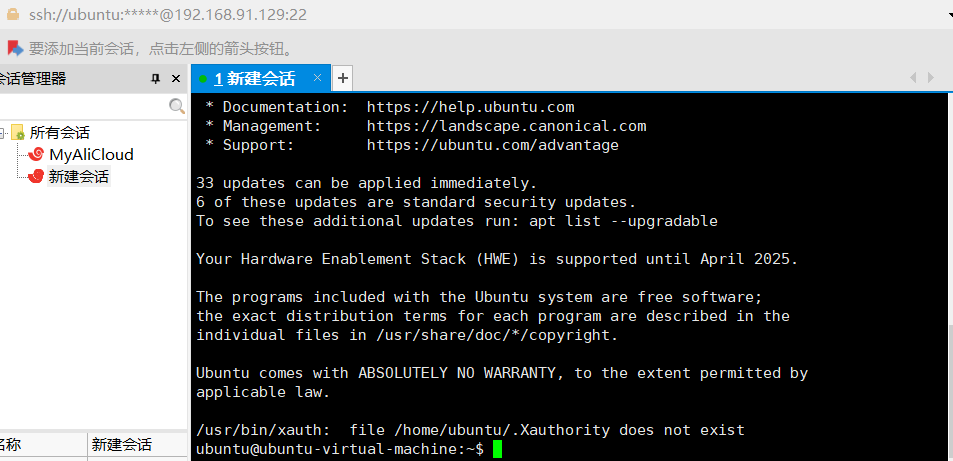 ssh://ubuntu:*****@192.168.91.129:22
要添加当前会话，点击左侧的箭头按钮。
会话管理器
1 新建会话
所有会话
MyAliCloud
新建会话
名称
新建会话
* Documentation:  https://help.ubuntu.com
* Management:     https://landscape.canonical.com
* Support:        https://ubuntu.com/advantage
33 updates can be applied immediately.
6 of these updates are standard security updates.
To see these additional updates run: apt list --upgradable
Your Hardware Enablement Stack (HWE) is supported until April 2025.
The programs included with the Ubuntu system are free software;
the exact distribution terms for each program are described in the
individual files in /usr/share/doc/*/copyright.
Ubuntu comes with ABSOLUTELY NO WARRANTY, to the extent permitted by
applicable law.
/usr/bin/xauth:  file /home/ubuntu/.Xauthority does not exist
ubuntu@ubuntu-virtual-machine:~$